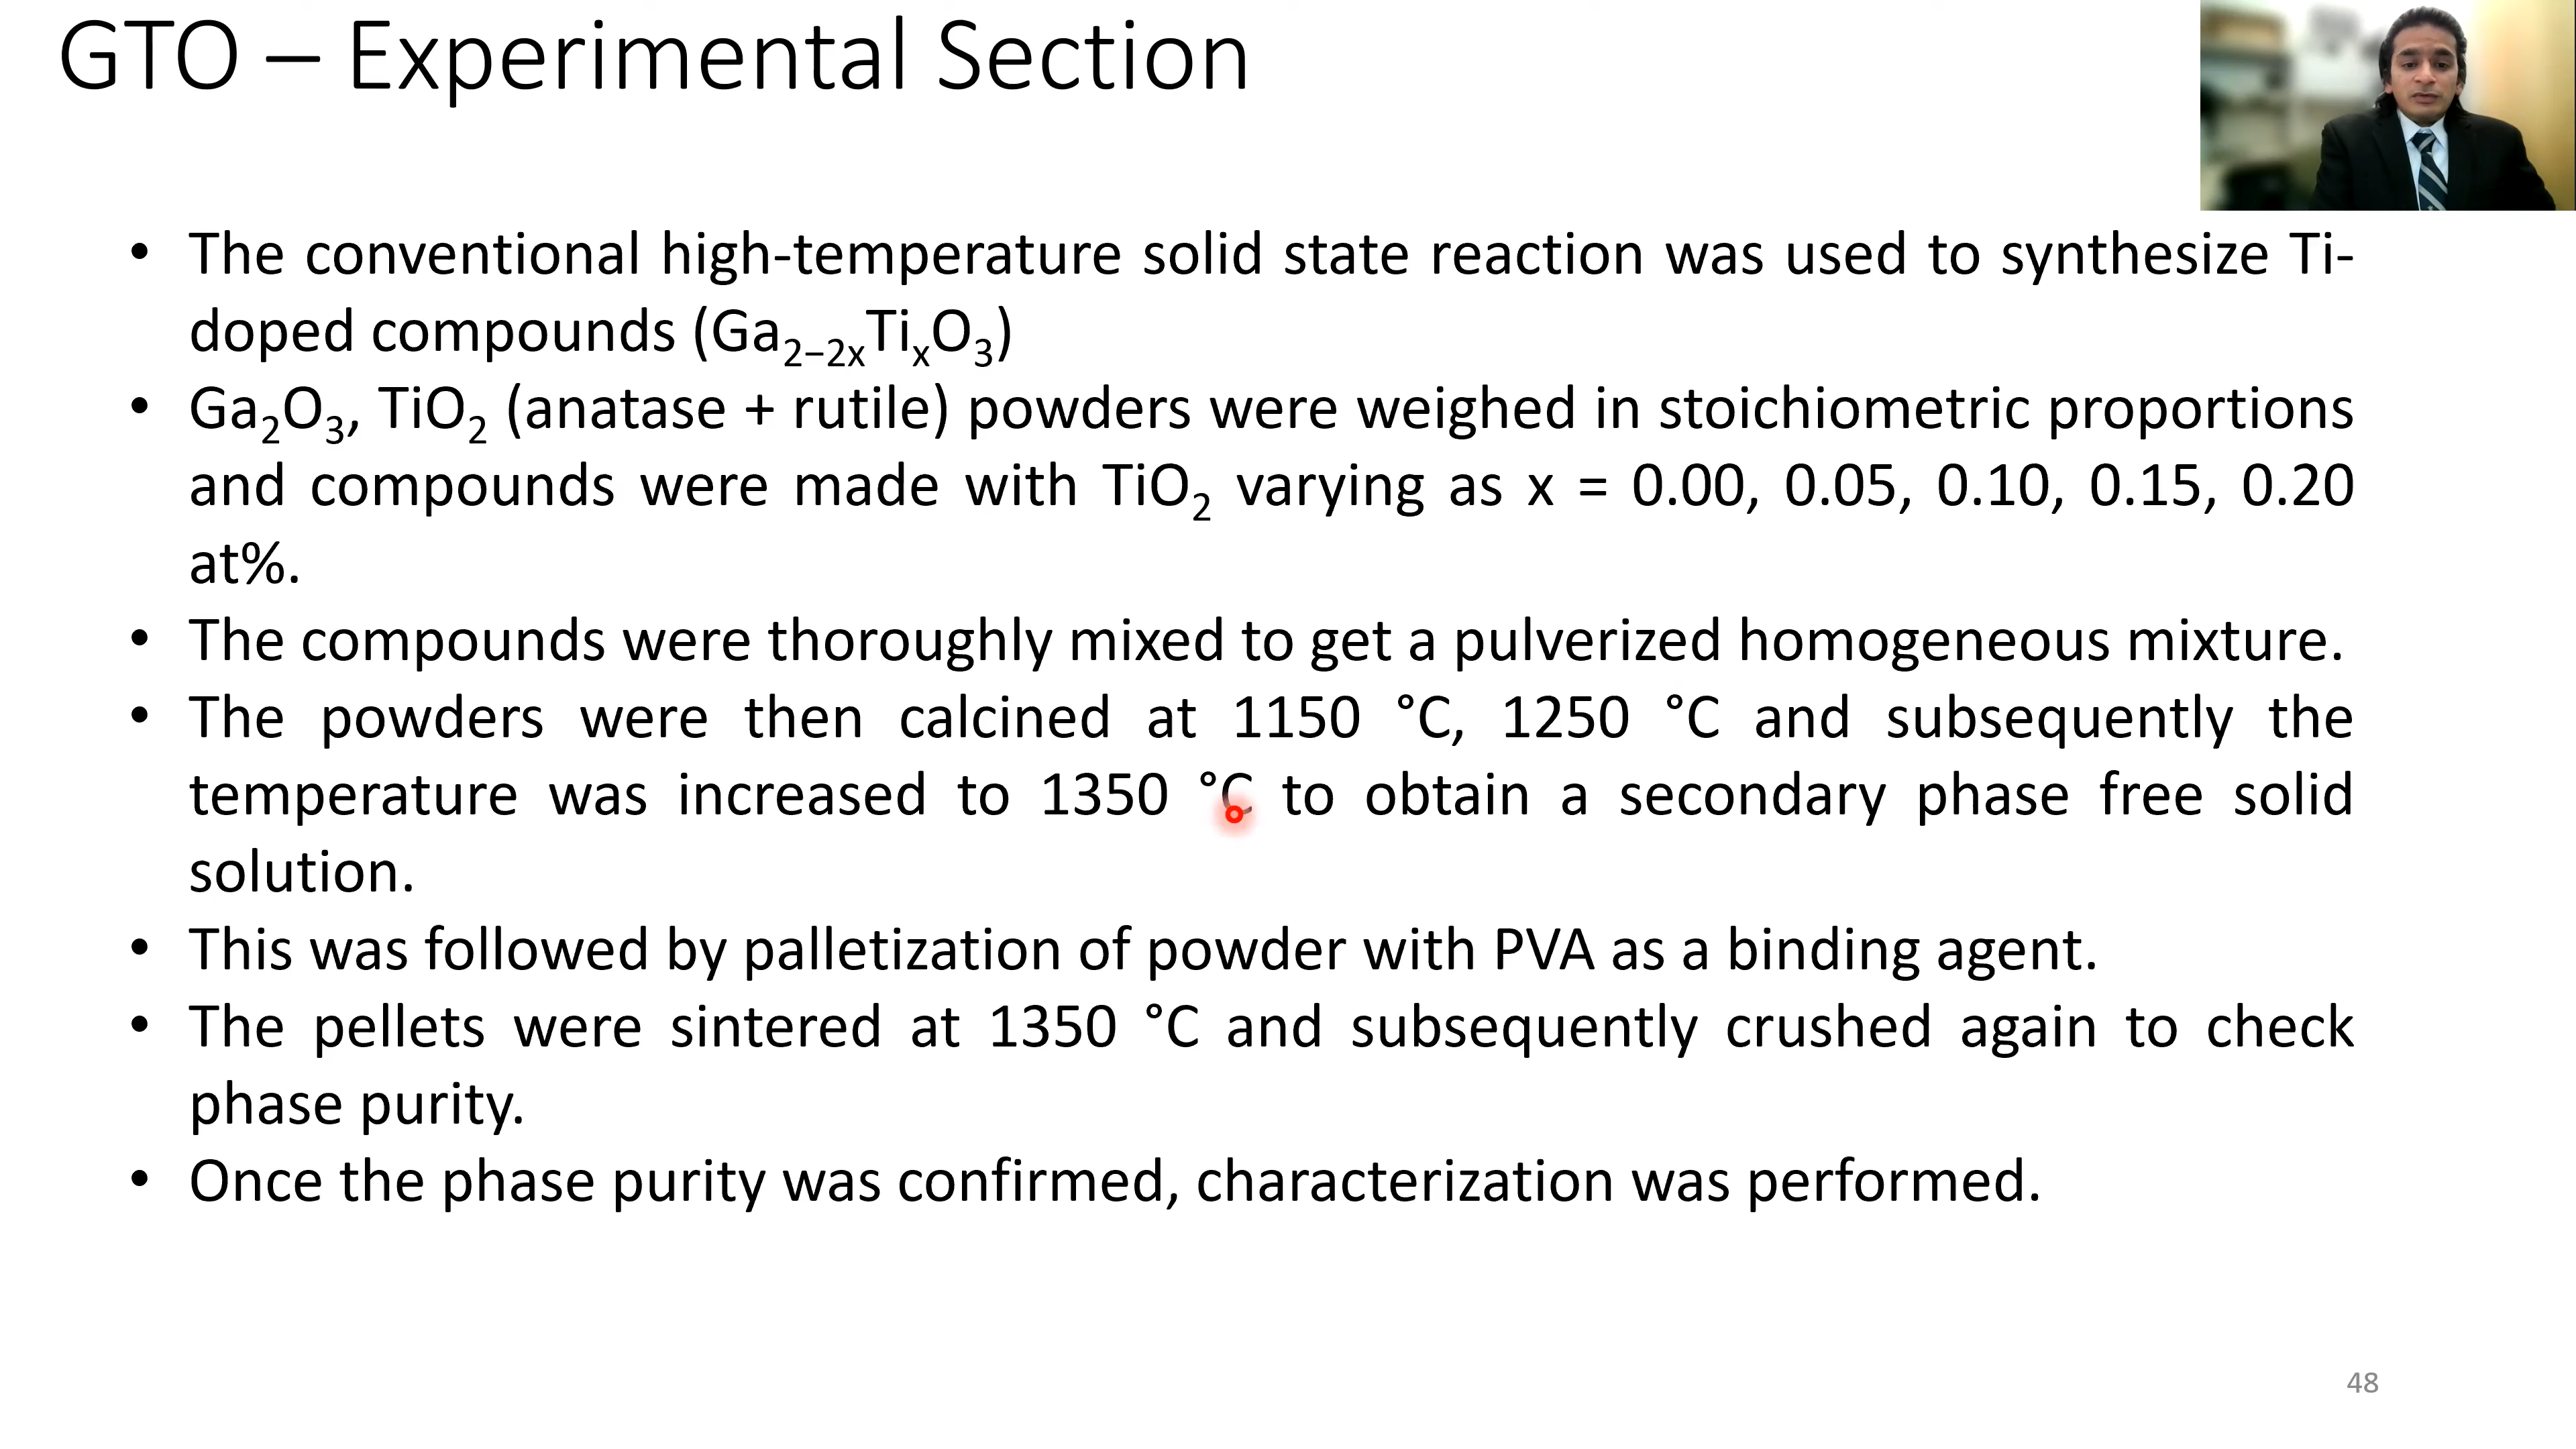 GTO – Experimental Section
• The conventional high-temperature solid state reaction was used to synthesize Ti-
doped compounds (Ga₂₋₂ₓTiₓO₃)
• Ga₂O₃, TiO₂ (anatase + rutile) powders were weighed in stoichiometric proportions
and compounds were made with TiO₂ varying as x = 0.00, 0.05, 0.10, 0.15, 0.20
at%.
• The compounds were thoroughly mixed to get a pulverized homogeneous mixture.
• The powders were then calcined at 1150 °C, 1250 °C and subsequently the
temperature was increased to 1350 °C to obtain a secondary phase free solid
solution.
• This was followed by palletization of powder with PVA as a binding agent.
• The pellets were sintered at 1350 °C and subsequently crushed again to check
phase purity.
• Once the phase purity was confirmed, characterization was performed.
48